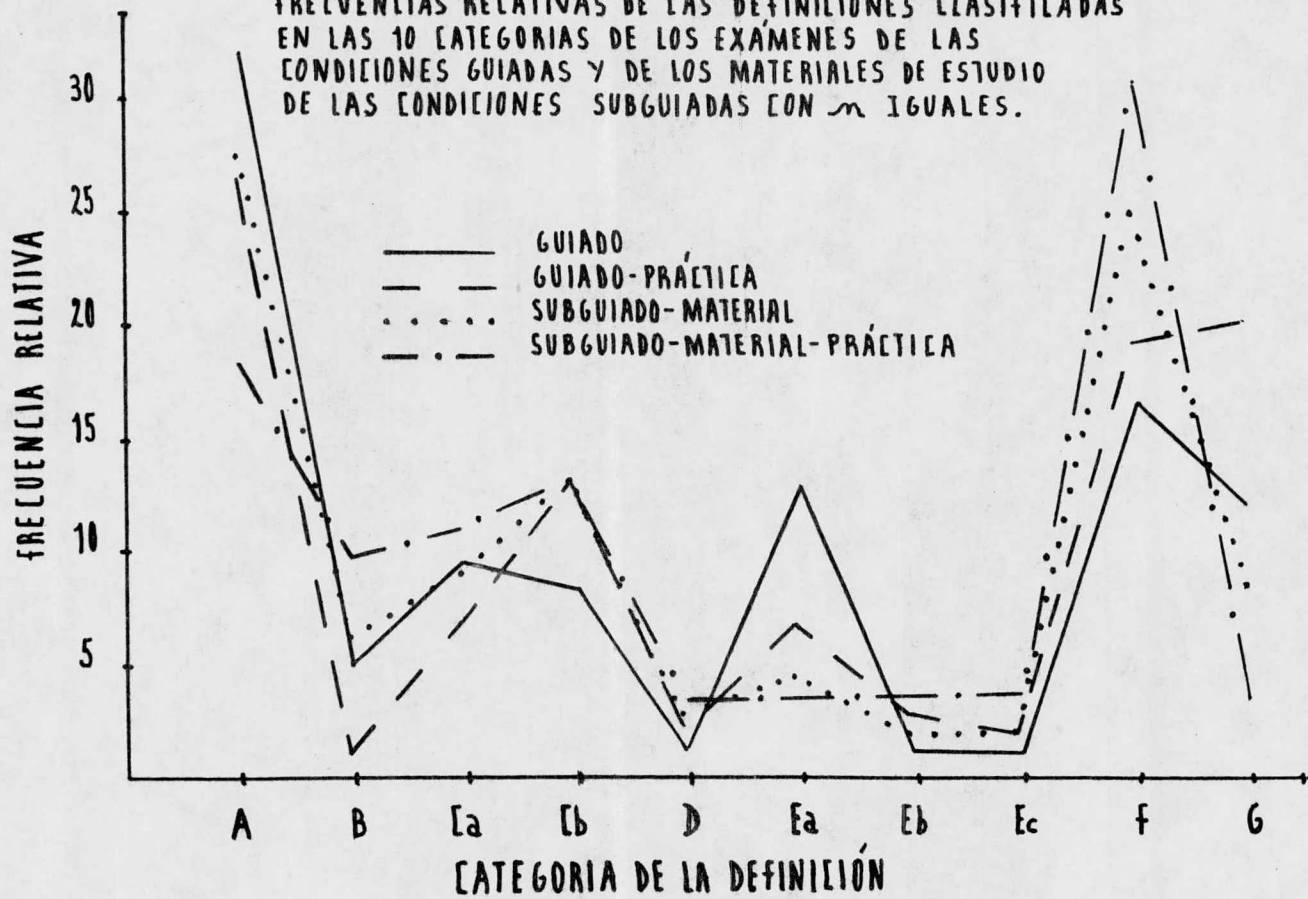 FRECUENCIAS RELATIVAS DE LAS DEFINICIONES CLASIFICADAS
EN LAS 10 CATEGORIAS DE LOS EXÁMENES DE LAS
CONDICIONES GUIADAS Y DE LOS MATERIALES DE ESTUDIO
DE LAS CONDICIONES SUBGUIADAS CON n IGUALES.
GUIADO
GUIADO-PRÁCTICA
SUBGUIADO-MATERIAL
SUBGUIADO-MATERIAL-PRÁCTICA
FRECUENCIA RELATIVA
30
25
20
15
10
5
A B Ca Cb D Ea Eb Ec F G
CATEGORIA DE LA DEFINICIÓN